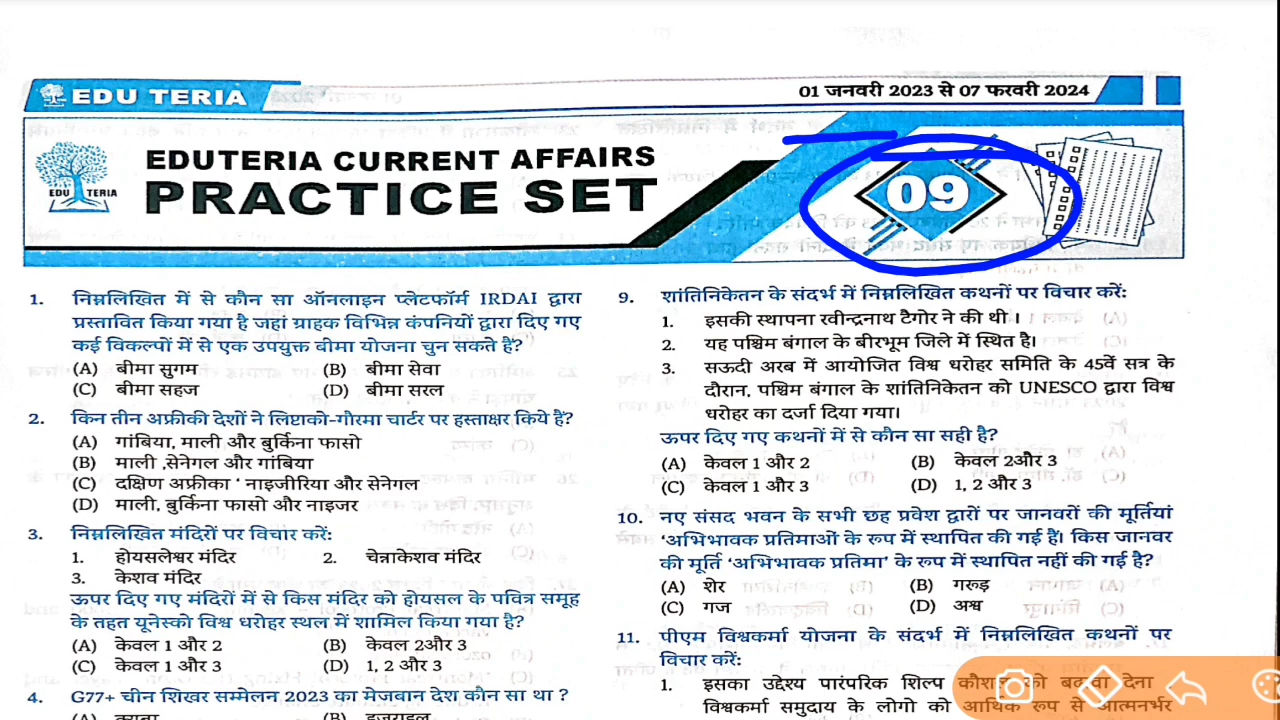 EDU TERIA
01 जनवरी 2023 से 07 फरवरी 2024
EDUTERIA CURRENT AFFAIRS
PRACTICE SET
09
EDU TERIA
1. निम्नलिखित में से कौन सा ऑनलाइन प्लेटफॉर्म IRDAI द्वारा
प्रस्तावित किया गया है जहां ग्राहक विभिन्न कंपनियों द्वारा दिए गए
कई विकल्पों में से एक उपयुक्त बीमा योजना चुन सकते हैं?
(A) बीमा सुगम (B) बीमा सेवा
(C) बीमा सहज (D) बीमा सरल
2. किन तीन अफ्रीकी देशों ने लिप्टाको-गौरमा चार्टर पर हस्ताक्षर किये हैं?
(A) गांबिया, माली और बुर्किना फासो
(B) माली ,सेनेगल और गांबिया
(C) दक्षिण अफ्रीका ' नाइजीरिया और सेनेगल
(D) माली, बुर्किना फासो और नाइजर
3. निम्नलिखित मंदिरों पर विचार करें:
1. होयसलेश्वर मंदिर 2. चेन्नाकेशव मंदिर
3. केशव मंदिर
ऊपर दिए गए मंदिरों में से किस मंदिर को होयसल के पवित्र समूह
के तहत यूनेस्को विश्व धरोहर स्थल में शामिल किया गया है?
(A) केवल 1 और 2 (B) केवल 2और 3
(C) केवल 1 और 3 (D) 1, 2 और 3
4. G77+ चीन शिखर सम्मेलन 2023 का मेजबान देश कौन सा था ?
(A) क्यूबा (B) इजराइल
9. शांतिनिकेतन के संदर्भ में निम्नलिखित कथनों पर विचार करें:
1. इसकी स्थापना रवीन्द्रनाथ टैगोर ने की थी ।
2. यह पश्चिम बंगाल के बीरभूम जिले में स्थित है।
3. सऊदी अरब में आयोजित विश्व धरोहर समिति के 45वें सत्र के
दौरान, पश्चिम बंगाल के शांतिनिकेतन को UNESCO द्वारा विश्व
धरोहर का दर्जा दिया गया।
ऊपर दिए गए कथनों में से कौन सा सही है?
(A) केवल 1 और 2 (B) केवल 2और 3
(C) केवल 1 और 3 (D) 1, 2 और 3
10. नए संसद भवन के सभी छह प्रवेश द्वारों पर जानवरों की मूर्तियां
'अभिभावक प्रतिमाओं के रूप में स्थापित की गई हैं। किस जानवर
की मूर्ति 'अभिभावक प्रतिमा' के रूप में स्थापित नहीं की गई है?
(A) शेर (B) गरुड़
(C) गज (D) अश्व
11. पीएम विश्वकर्मा योजना के संदर्भ में निम्नलिखित कथनों पर
विचार करें:
1. इसका उद्देश्य पारंपरिक शिल्प कौशल को बढ़ावा देना
विश्वकर्मा समुदाय के लोगों को आर्थिक रूप से आत्मनिर्भर